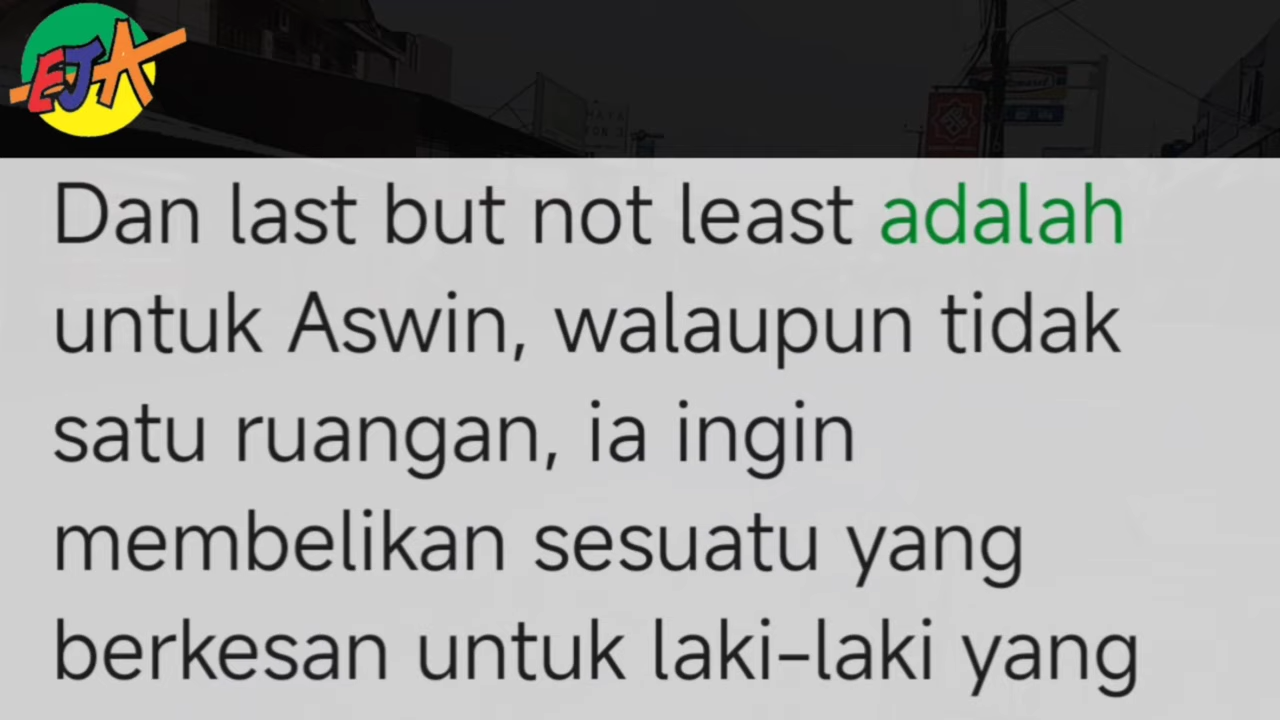 EJA
Dan last but not least adalah
untuk Aswin, walaupun tidak
satu ruangan, ia ingin
membelikan sesuatu yang
berkesan untuk laki-laki yang